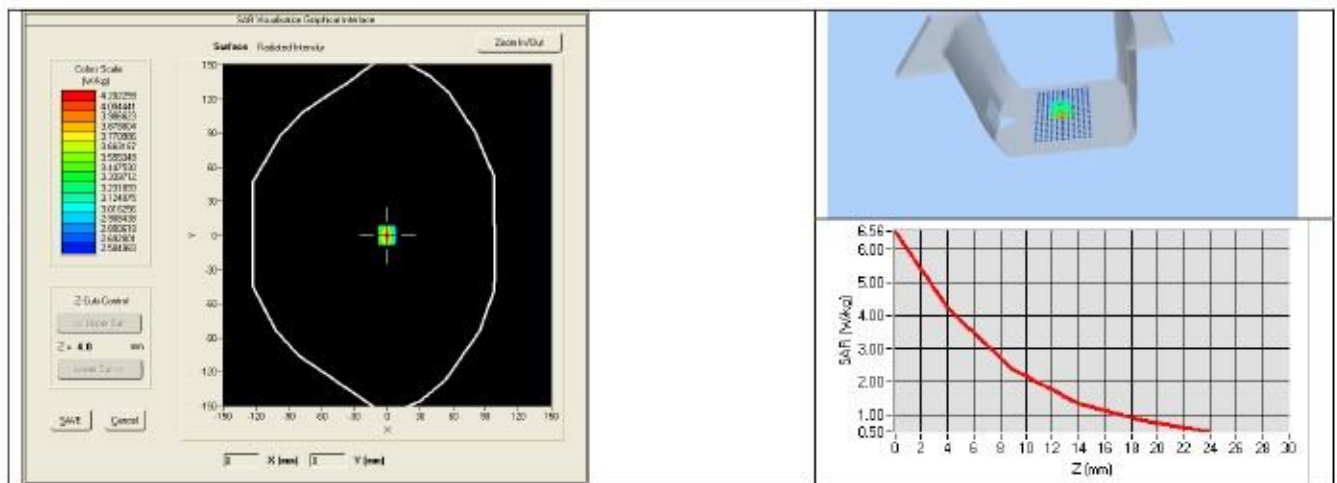 SAR Visualisation Graphical Interface
Surface Radiated Intensity
Zoom In/Out
Color Scale
(W/kg)
4.202259
4.094441
3.986623
3.878804
3.770986
3.663167
3.555349
3.447530
3.339712
3.231893
3.124075
3.016256
2.908438
2.800619
2.692801
2.584983
Z Cuts Control
Z = 4.0 mm
SAVE
Cancel
150
120
90
60
30
0
-30
-60
-90
-120
-150
Y
-150 -120 -90 -60 -30 0 30 60 90 120 150
X
X (mm) Y (mm)
6.56
6.00
5.00
4.00
3.00
2.00
1.00
0.50
SAR (W/kg)
0 2 4 6 8 10 12 14 16 18 20 22 24 26 28 30
Z (mm)